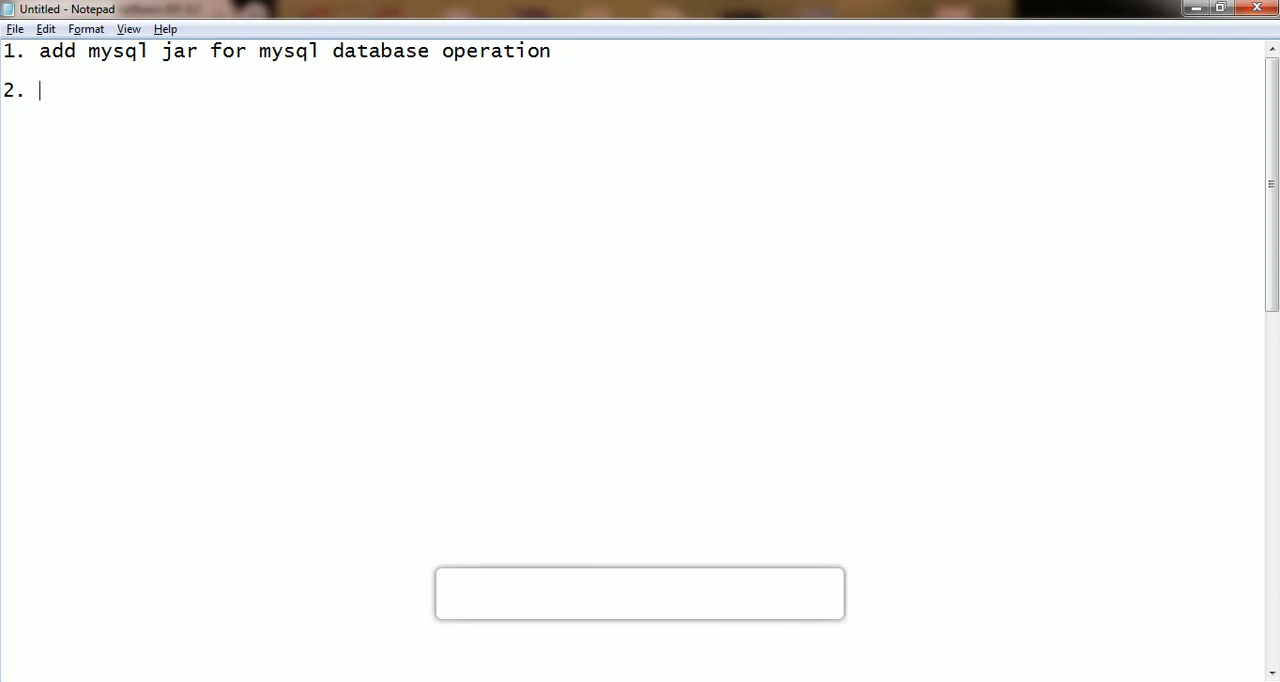 Untitled - Notepad
File Edit Format View Help
1. add mysql jar for mysql database operation
2.